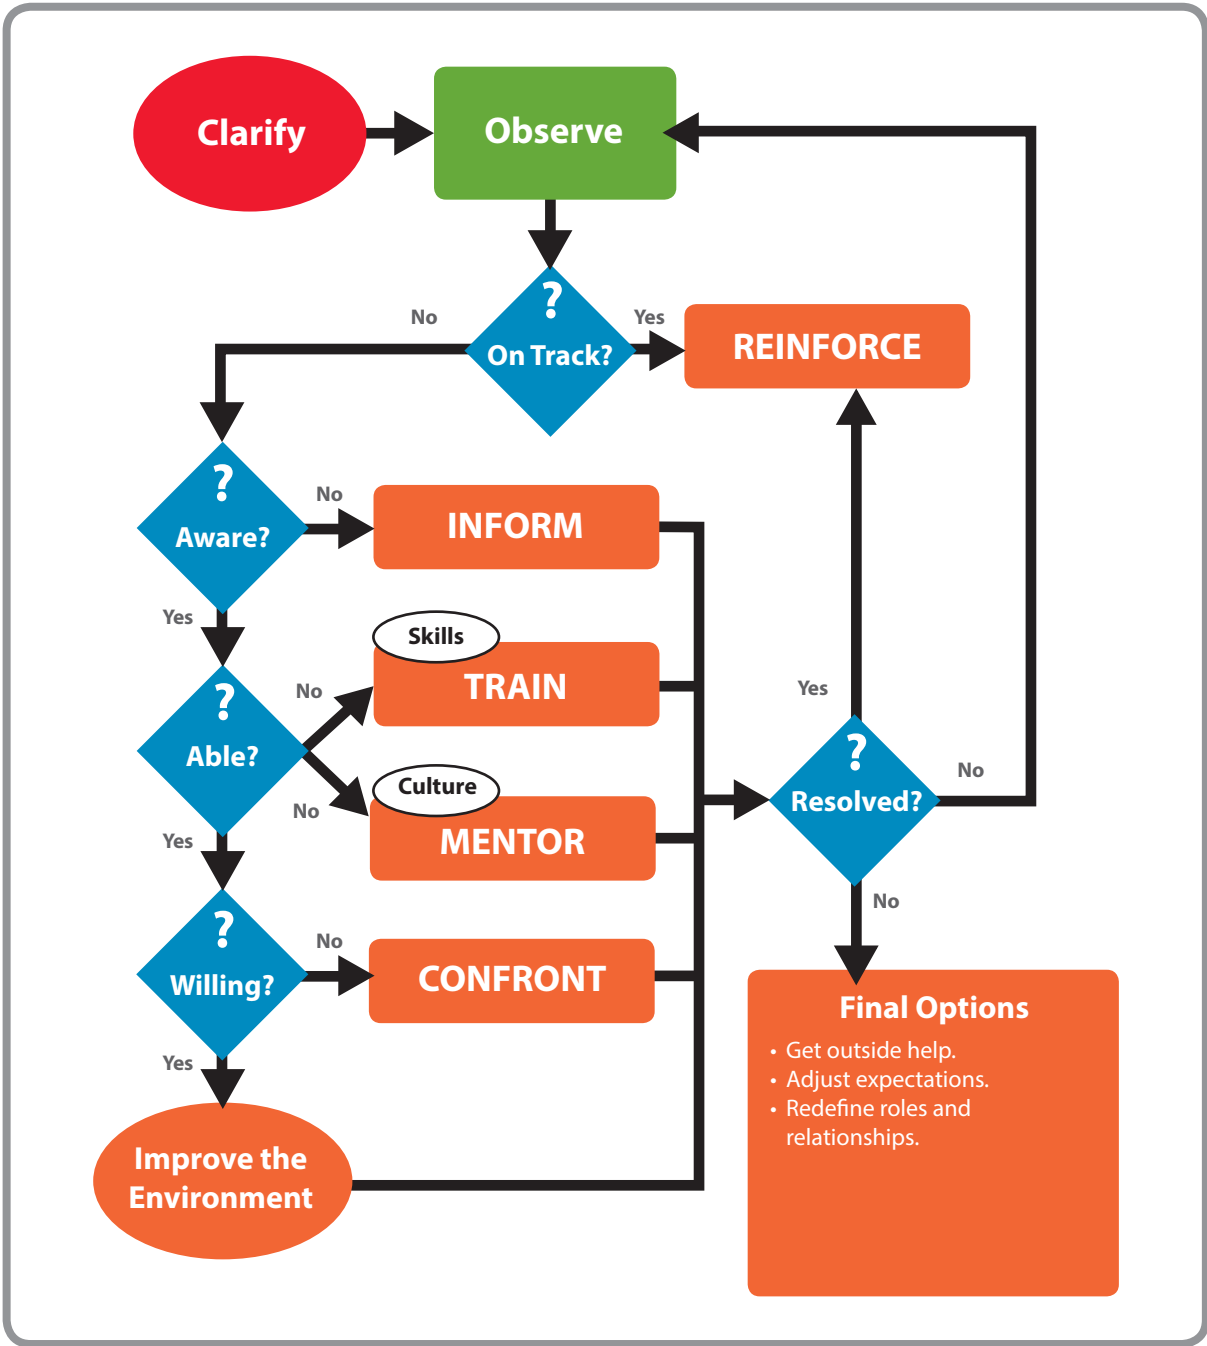 Clarify
Observe
?
On Track?
No
Yes
REINFORCE
?
Aware?
No
INFORM
Yes
Skills
TRAIN
?
Able?
No
No
Culture
MENTOR
Yes
?
Resolved?
Yes
No
No
?
Willing?
No
CONFRONT
Yes
Improve the
Environment
Final Options
• Get outside help.
• Adjust expectations.
• Redefine roles and
relationships.